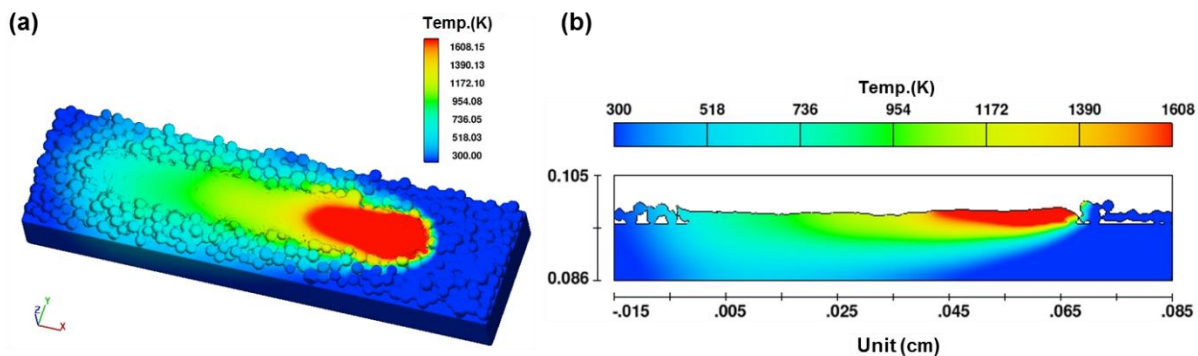 (a)
Temp.(K)
1608.15
1390.13
1172.10
954.08
736.05
518.03
300.00
Y
Z
X
(b)
Temp.(K)
300 518 736 954 1172 1390 1608
0.105
0.086
-.015 .005 .025 .045 .065 .085
Unit (cm)